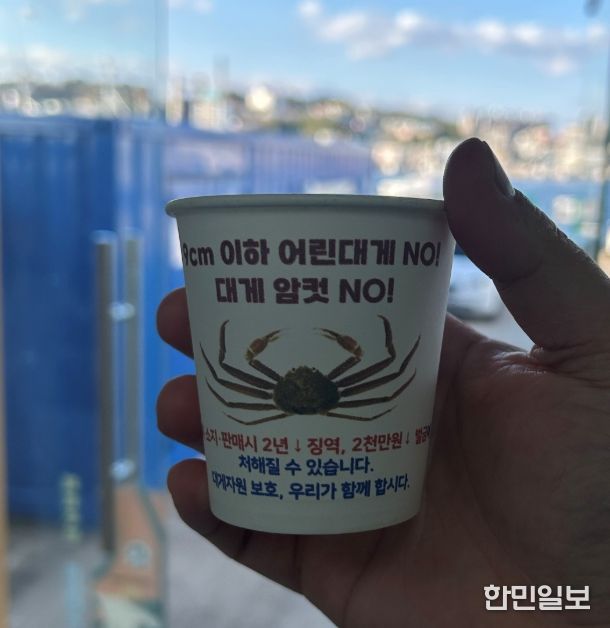 9cm 이하 어린대게 NO!
대게 암컷 NO!
소지·판매시 2년↓징역, 2천만원↓벌금
처해질 수 있습니다.
대게자원 보호, 우리가 함께 합시다.
한민일보